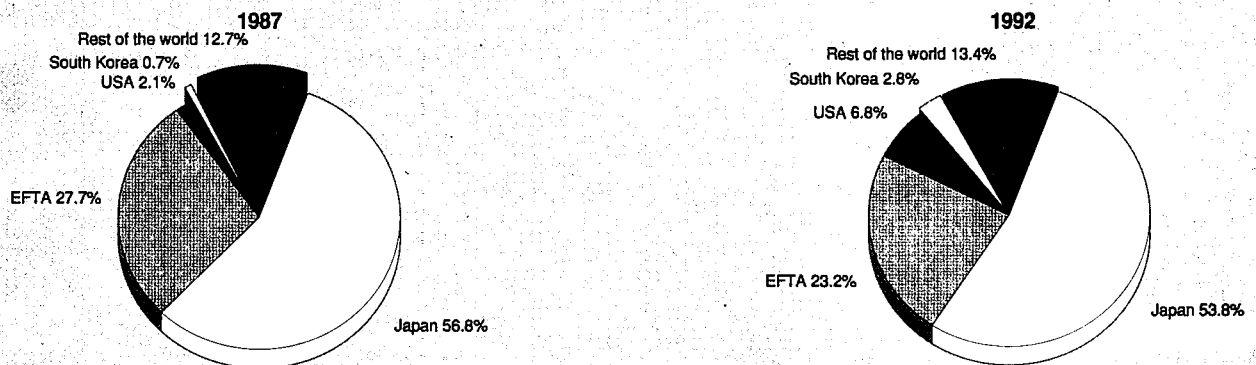 1987
Rest of the world 12.7%
South Korea 0.7%
USA 2.1%
EFTA 27.7%
Japan 56.8%
1992
Rest of the world 13.4%
South Korea 2.8%
USA 6.8%
EFTA 23.2%
Japan 53.8%